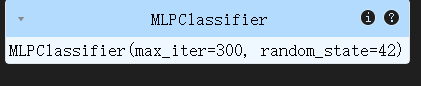 MLPClassifier
MLPClassifier(max_iter=300, random_state=42)